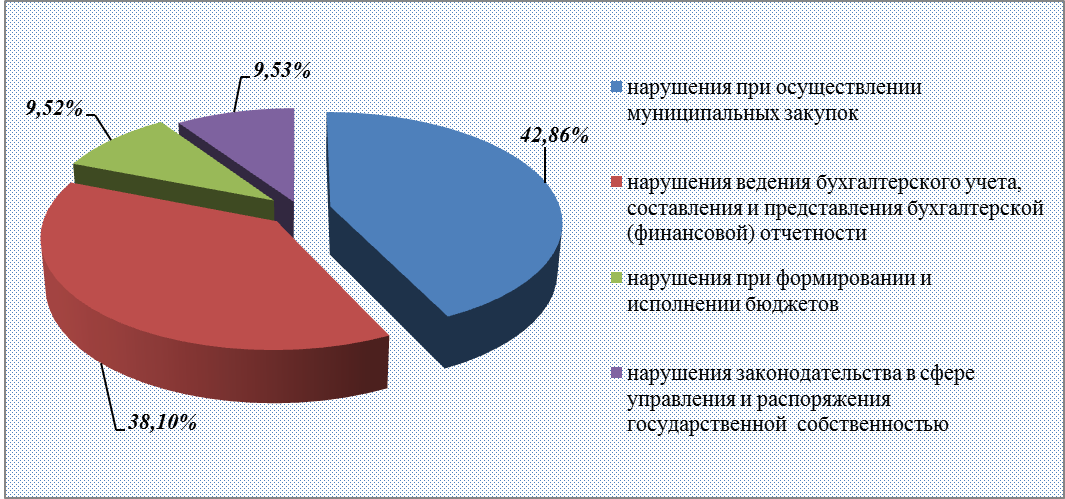 9,53%
9,52%
42,86%
38,10%
нарушения при осуществлении
муниципальных закупок
нарушения ведения бухгалтерского учета,
составления и представления бухгалтерской
(финансовой) отчетности
нарушения при формировании и
исполнении бюджетов
нарушения законодательства в сфере
управления и распоряжения
государственной собственностью